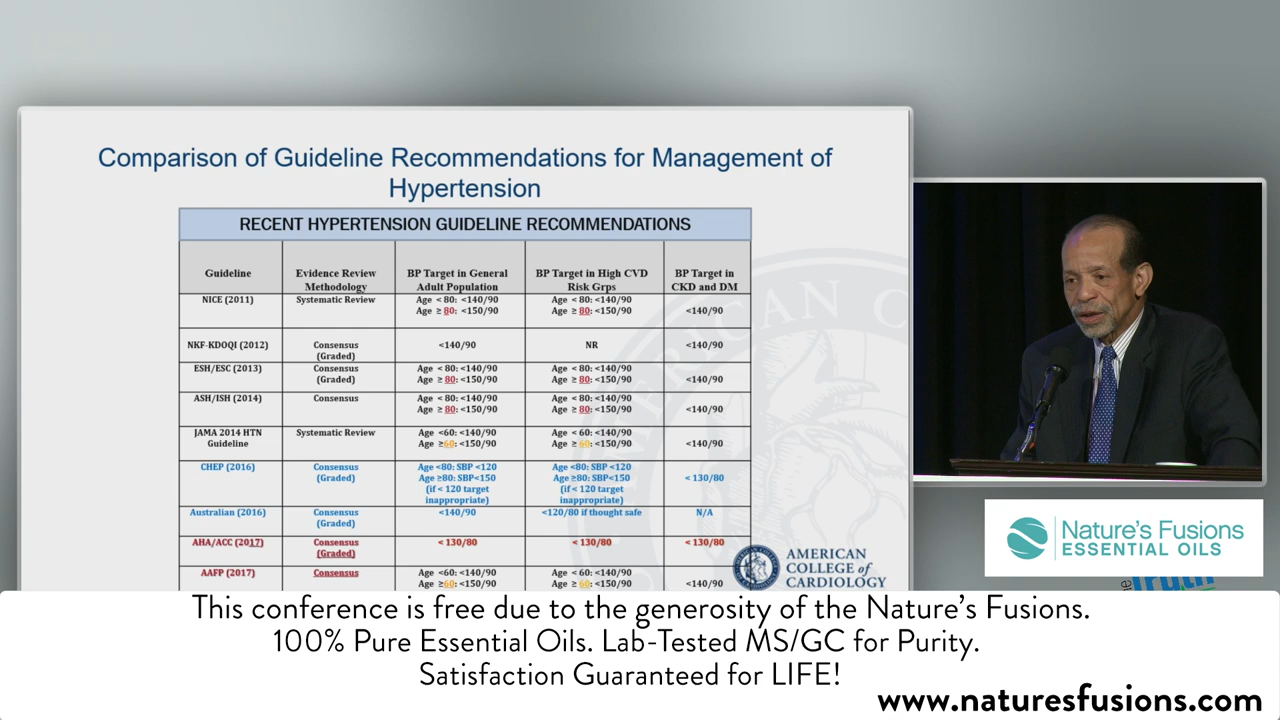 Comparison of Guideline Recommendations for Management of
Hypertension
RECENT HYPERTENSION GUIDELINE RECOMMENDATIONS
Guideline
Evidence Review
Methodology
BP Target in General
Adult Population
BP Target in High CVD
Risk Grps
BP Target in
CKD and DM
NICE (2011)
Systematic Review
Age < 80: <140/90
Age ≥ 80: <150/90
Age < 80: <140/90
Age ≥ 80: <150/90
<140/90
NKF-KDOQI (2012)
Consensus
(Graded)
<140/90
NR
<140/90
ESH/ESC (2013)
Consensus
(Graded)
Age < 80: <140/90
Age ≥ 80: <150/90
Age < 80: <140/90
Age ≥ 80: <150/90
<140/90
ASH/ISH (2014)
Consensus
Age < 80: <140/90
Age ≥ 80: <150/90
Age < 80: <140/90
Age ≥ 80: <150/90
<140/90
JAMA 2014 HTN
Guideline
Systematic Review
Age <60: <140/90
Age ≥60: <150/90
Age < 60: <140/90
Age ≥ 60: <150/90
<140/90
CHEP (2016)
Consensus
(Graded)
Age <80: SBP <120
Age ≥80: SBP<150
(if < 120 target
inappropriate)
Age <80: SBP <120
Age ≥80: SBP<150
(if < 120 target
inappropriate)
< 130/80
Australian (2016)
Consensus
(Graded)
<140/90
<120/80 if thought safe
N/A
AHA/ACC (2017)
Consensus
(Graded)
< 130/80
< 130/80
< 130/80
AAFP (2017)
Consensus
Age <60: <140/90
Age ≥60: <150/90
Age < 60: <140/90
Age ≥ 60: <150/90
<140/90
AMERICAN
COLLEGE of
CARDIOLOGY
Nature's Fusions
ESSENTIAL OILS
This conference is free due to the generosity of the Nature's Fusions.
100% Pure Essential Oils. Lab-Tested MS/GC for Purity.
Satisfaction Guaranteed for LIFE!
www.naturesfusions.com